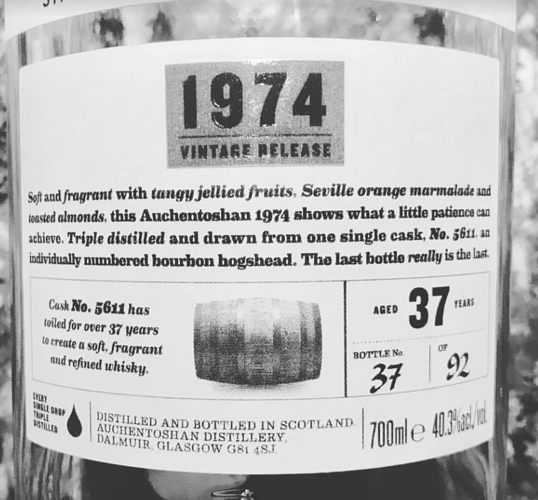 1974
VINTAGE RELEASE
Soft and fragrant with tangy jellied fruits, Seville orange marmalade and
toasted almonds, this Auchentoshan 1974 shows what a little patience can
achieve. Triple distilled and drawn from one single cask, No. 5611, an
individually numbered bourbon hogshead. The last bottle really is the last.
Cask No. 5611 has
toiled for over 37 years
to create a soft, fragrant
and refined whisky.
AGED 37 YEARS
BOTTLE No. 37
OF 92
EVERY
SINGLE DROP
TRIPLE
DISTILLED
DISTILLED AND BOTTLED IN SCOTLAND.
AUCHENTOSHAN DISTILLERY,
DALMUIR, GLASGOW G81 4SJ.
700ml e 40.3%alc./vol.